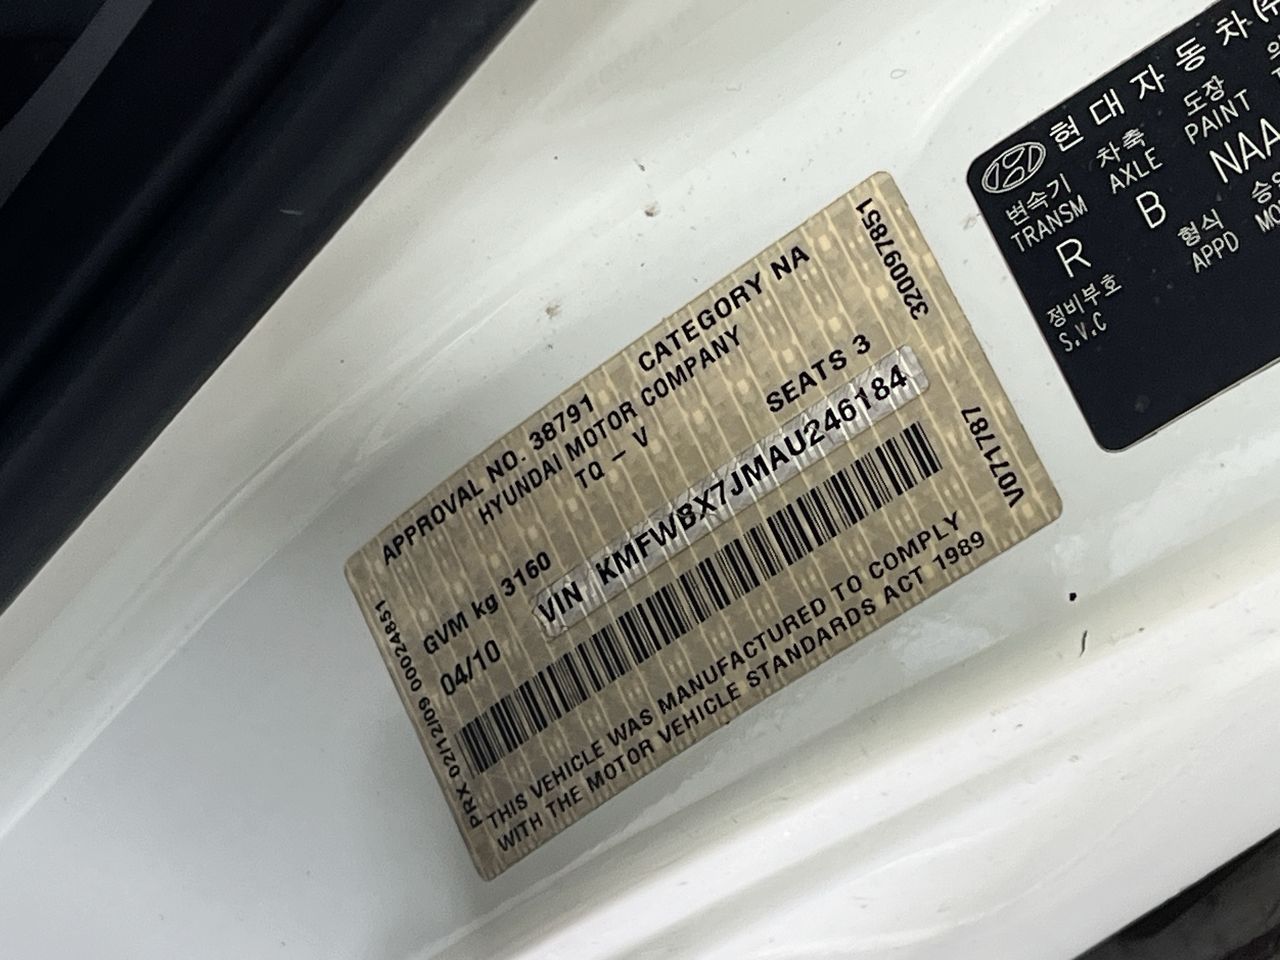 APPROVAL NO. 38791 CATEGORY NA
HYUNDAI MOTOR COMPANY
TQ - V
GVM kg 3160 SEATS 3
04/10 VIN KMFWBX7JMAU246184
THIS VEHICLE WAS MANUFACTURED TO COMPLY
WITH THE MOTOR VEHICLE STANDARDS ACT 1989
PRX 02/12/09 00024851
320097851
V071787
현대자동차
변속기 차축 도장
TRANSM AXLE PAINT
R B NAA
정비부호 형식
S.V.C APPD